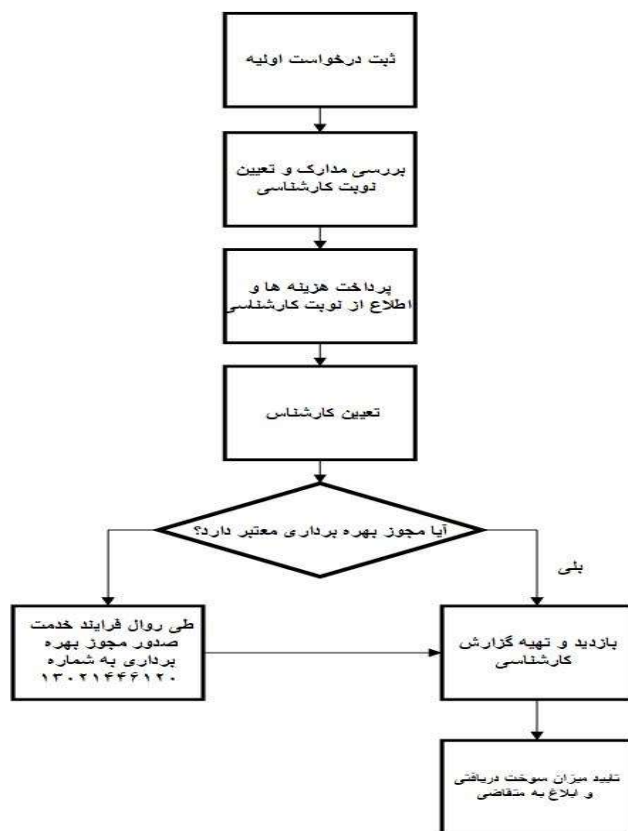 ثبت درخواست اولیه
بررسی مدارک و تعیین
نوبت کارشناسی
پرداخت هزینه ها و
اطلاع از نوبت کارشناسی
تعیین کارشناس
آیا مجوز بهره برداری معتبر دارد؟
بلی
طی روال فرایند خدمت
صدور مجوز بهره
برداری به شماره
۱۳۰۲۱۴۴۶۱۲۰
بازدید و تهیه گزارش
کارشناسی
تایید میزان سوخت دریافتی
و ابلاغ به متقاضی